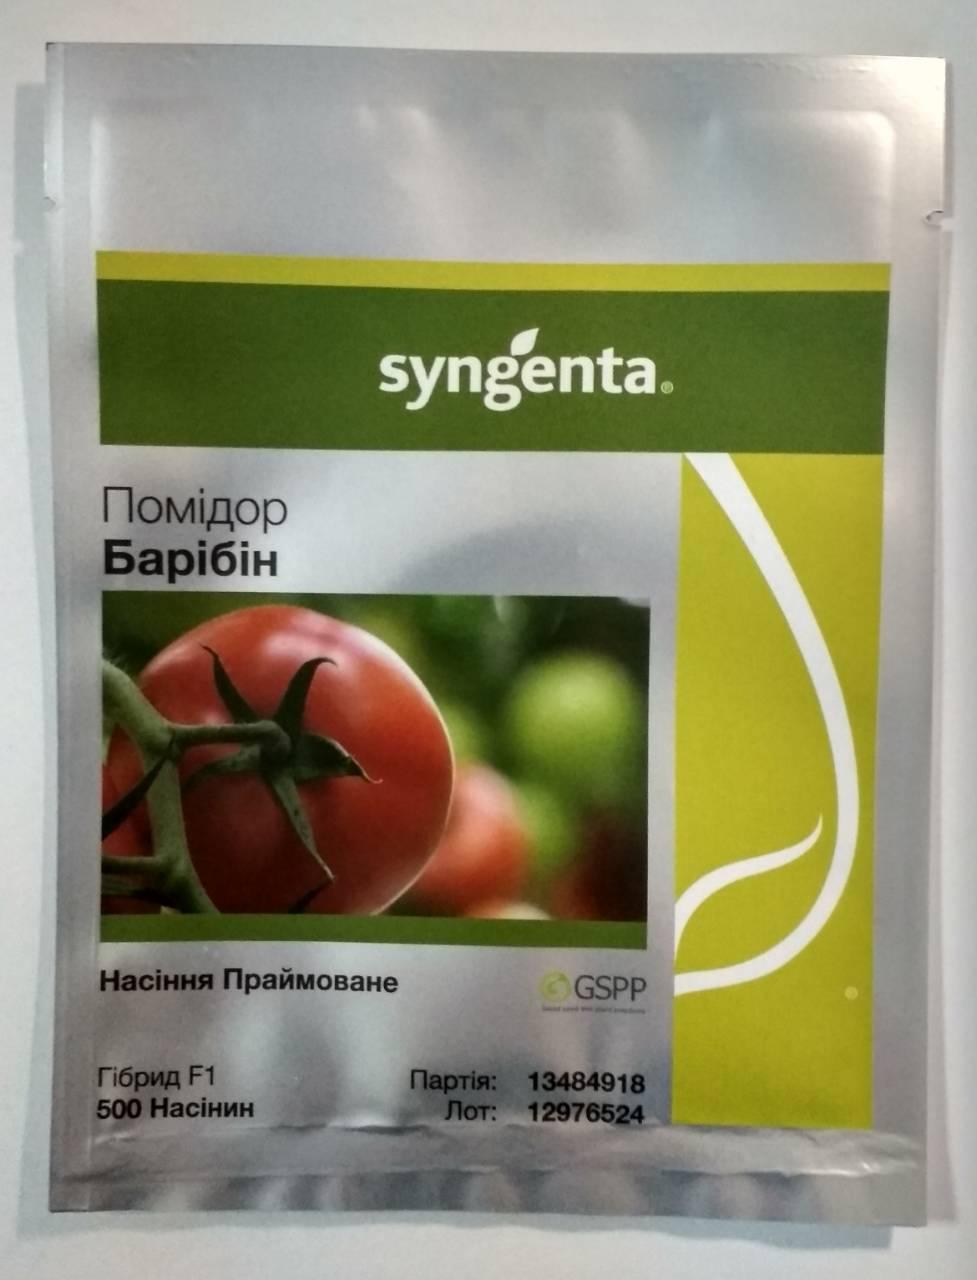 syngenta®
Помідор
Барібін
Насіння Праймоване
GSPP
Гібрид F1
500 Насінин
Партія: 13484918
Лот: 12976524